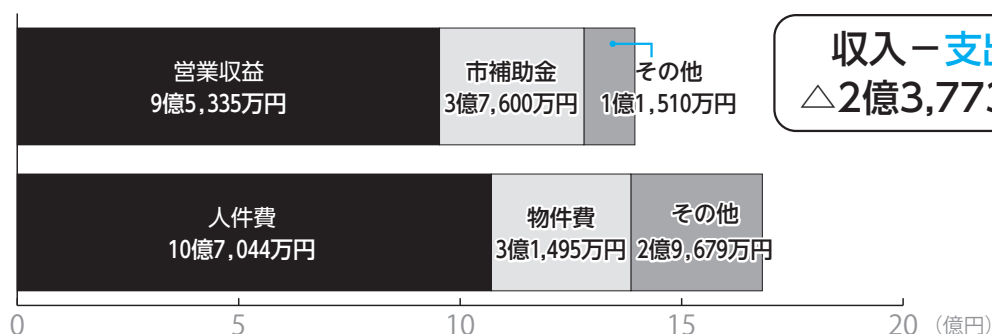 収入－支
△2億3,773
営業収益
9億5,335万円
市補助金
3億7,600万円
その他
1億1,510万円
人件費
10億7,044万円
物件費
3億1,495万円
その他
2億9,679万円
0 5 10 15 20 （億円）